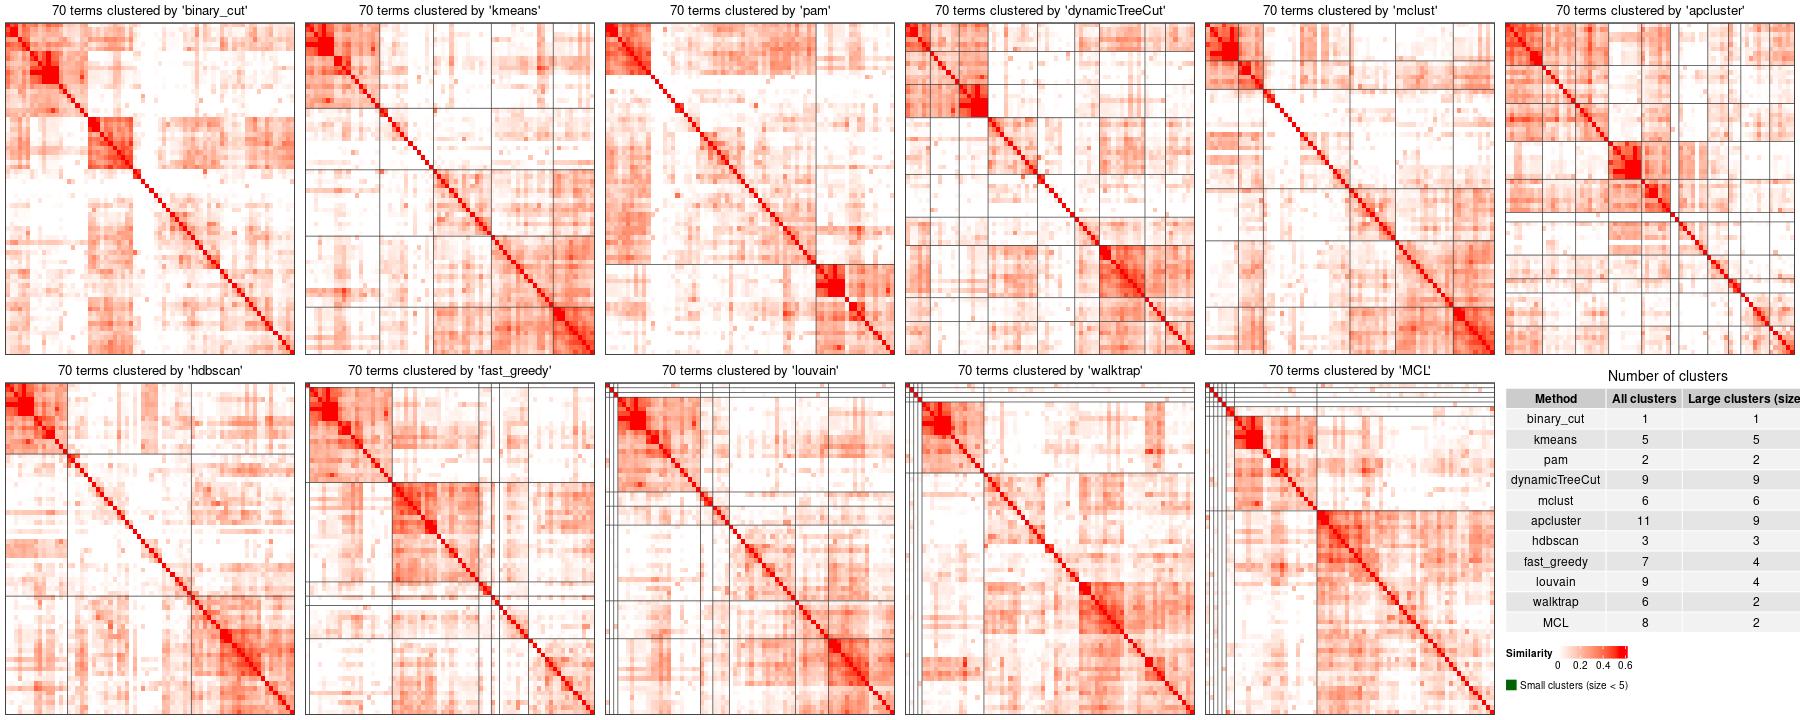 70 terms clustered by 'binary_cut'
70 terms clustered by 'kmeans'
70 terms clustered by 'pam'
70 terms clustered by 'dynamicTreeCut'
70 terms clustered by 'mclust'
70 terms clustered by 'apcluster'
70 terms clustered by 'hdbscan'
70 terms clustered by 'fast_greedy'
70 terms clustered by 'louvain'
70 terms clustered by 'walktrap'
70 terms clustered by 'MCL'
Number of clusters
Method All clusters Large clusters (size
binary_cut 1 1
kmeans 5 5
pam 2 2
dynamicTreeCut 9 9
mclust 6 6
apcluster 11 9
hdbscan 3 3
fast_greedy 7 4
louvain 9 4
walktrap 6 2
MCL 8 2
Similarity
0 0.2 0.4 0.6
Small clusters (size < 5)